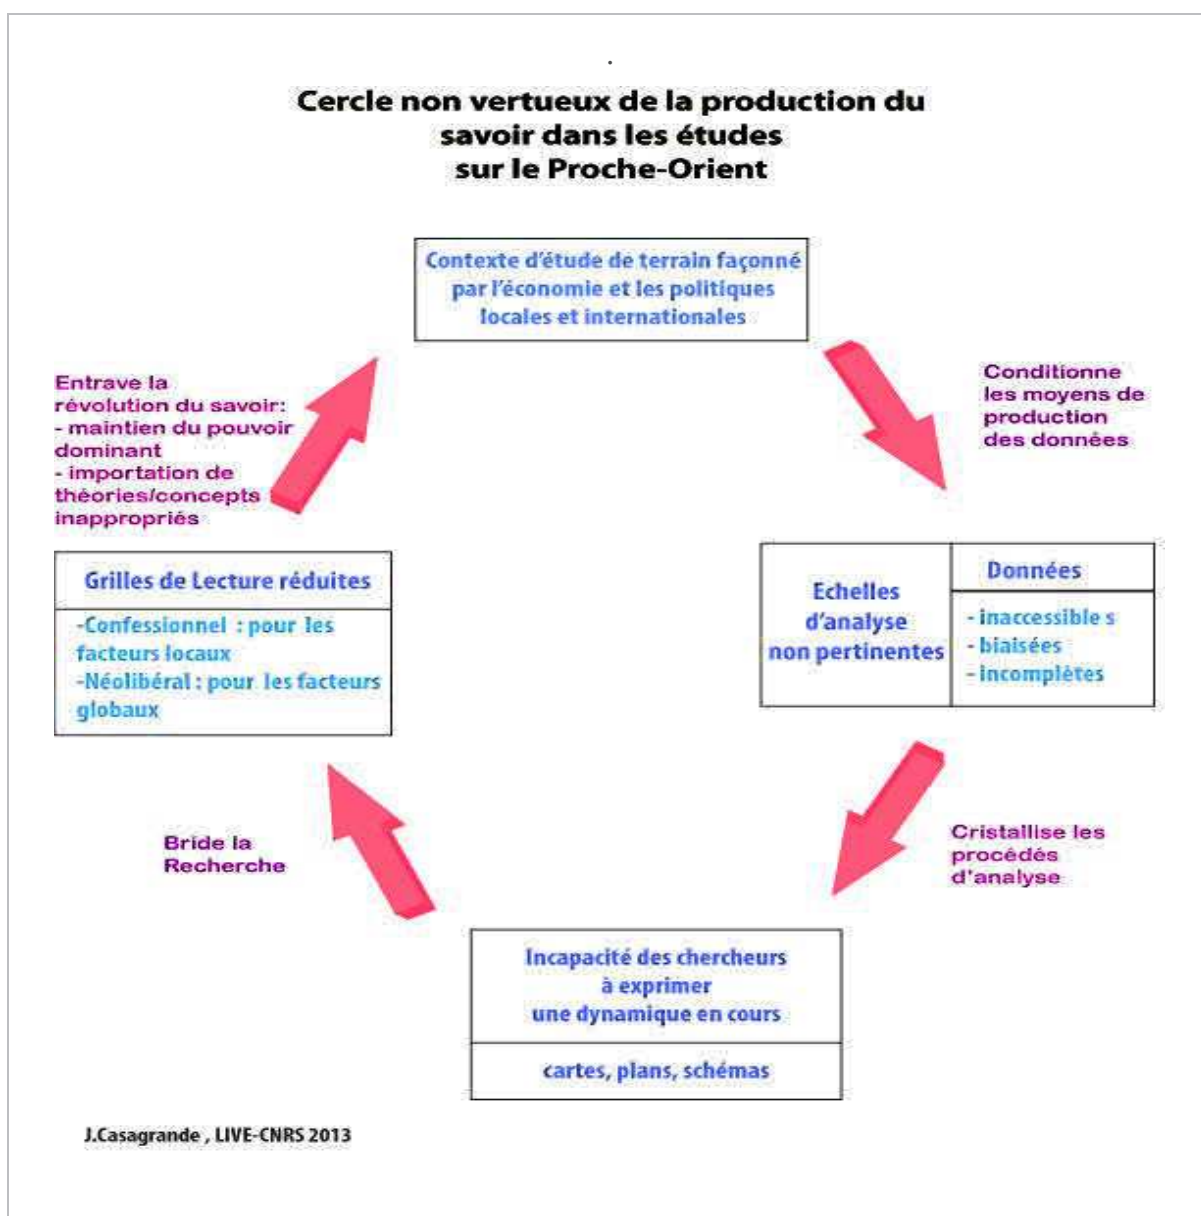 Cercle non vertueux de la production du
savoir dans les études
sur le Proche-Orient
Contexte d'étude de terrain façonné
par l'économie et les politiques
locales et internationales
Conditionne
les moyens de
production
des données
Echelles
d'analyse
non pertinentes
Données
- inaccessible s
- biaisées
- incomplètes
Cristallise les
procédés
d'analyse
Incapacité des chercheurs
à exprimer
une dynamique en cours
cartes, plans, schémas
Bride la
Recherche
Grilles de Lecture réduites
-Confessionnel : pour les
facteurs locaux
-Néolibéral : pour les facteurs
globaux
Entrave la
révolution du savoir:
- maintien du pouvoir
dominant
- importation de
théories/concepts
inappropriés
J.Casagrande , LIVE-CNRS 2013